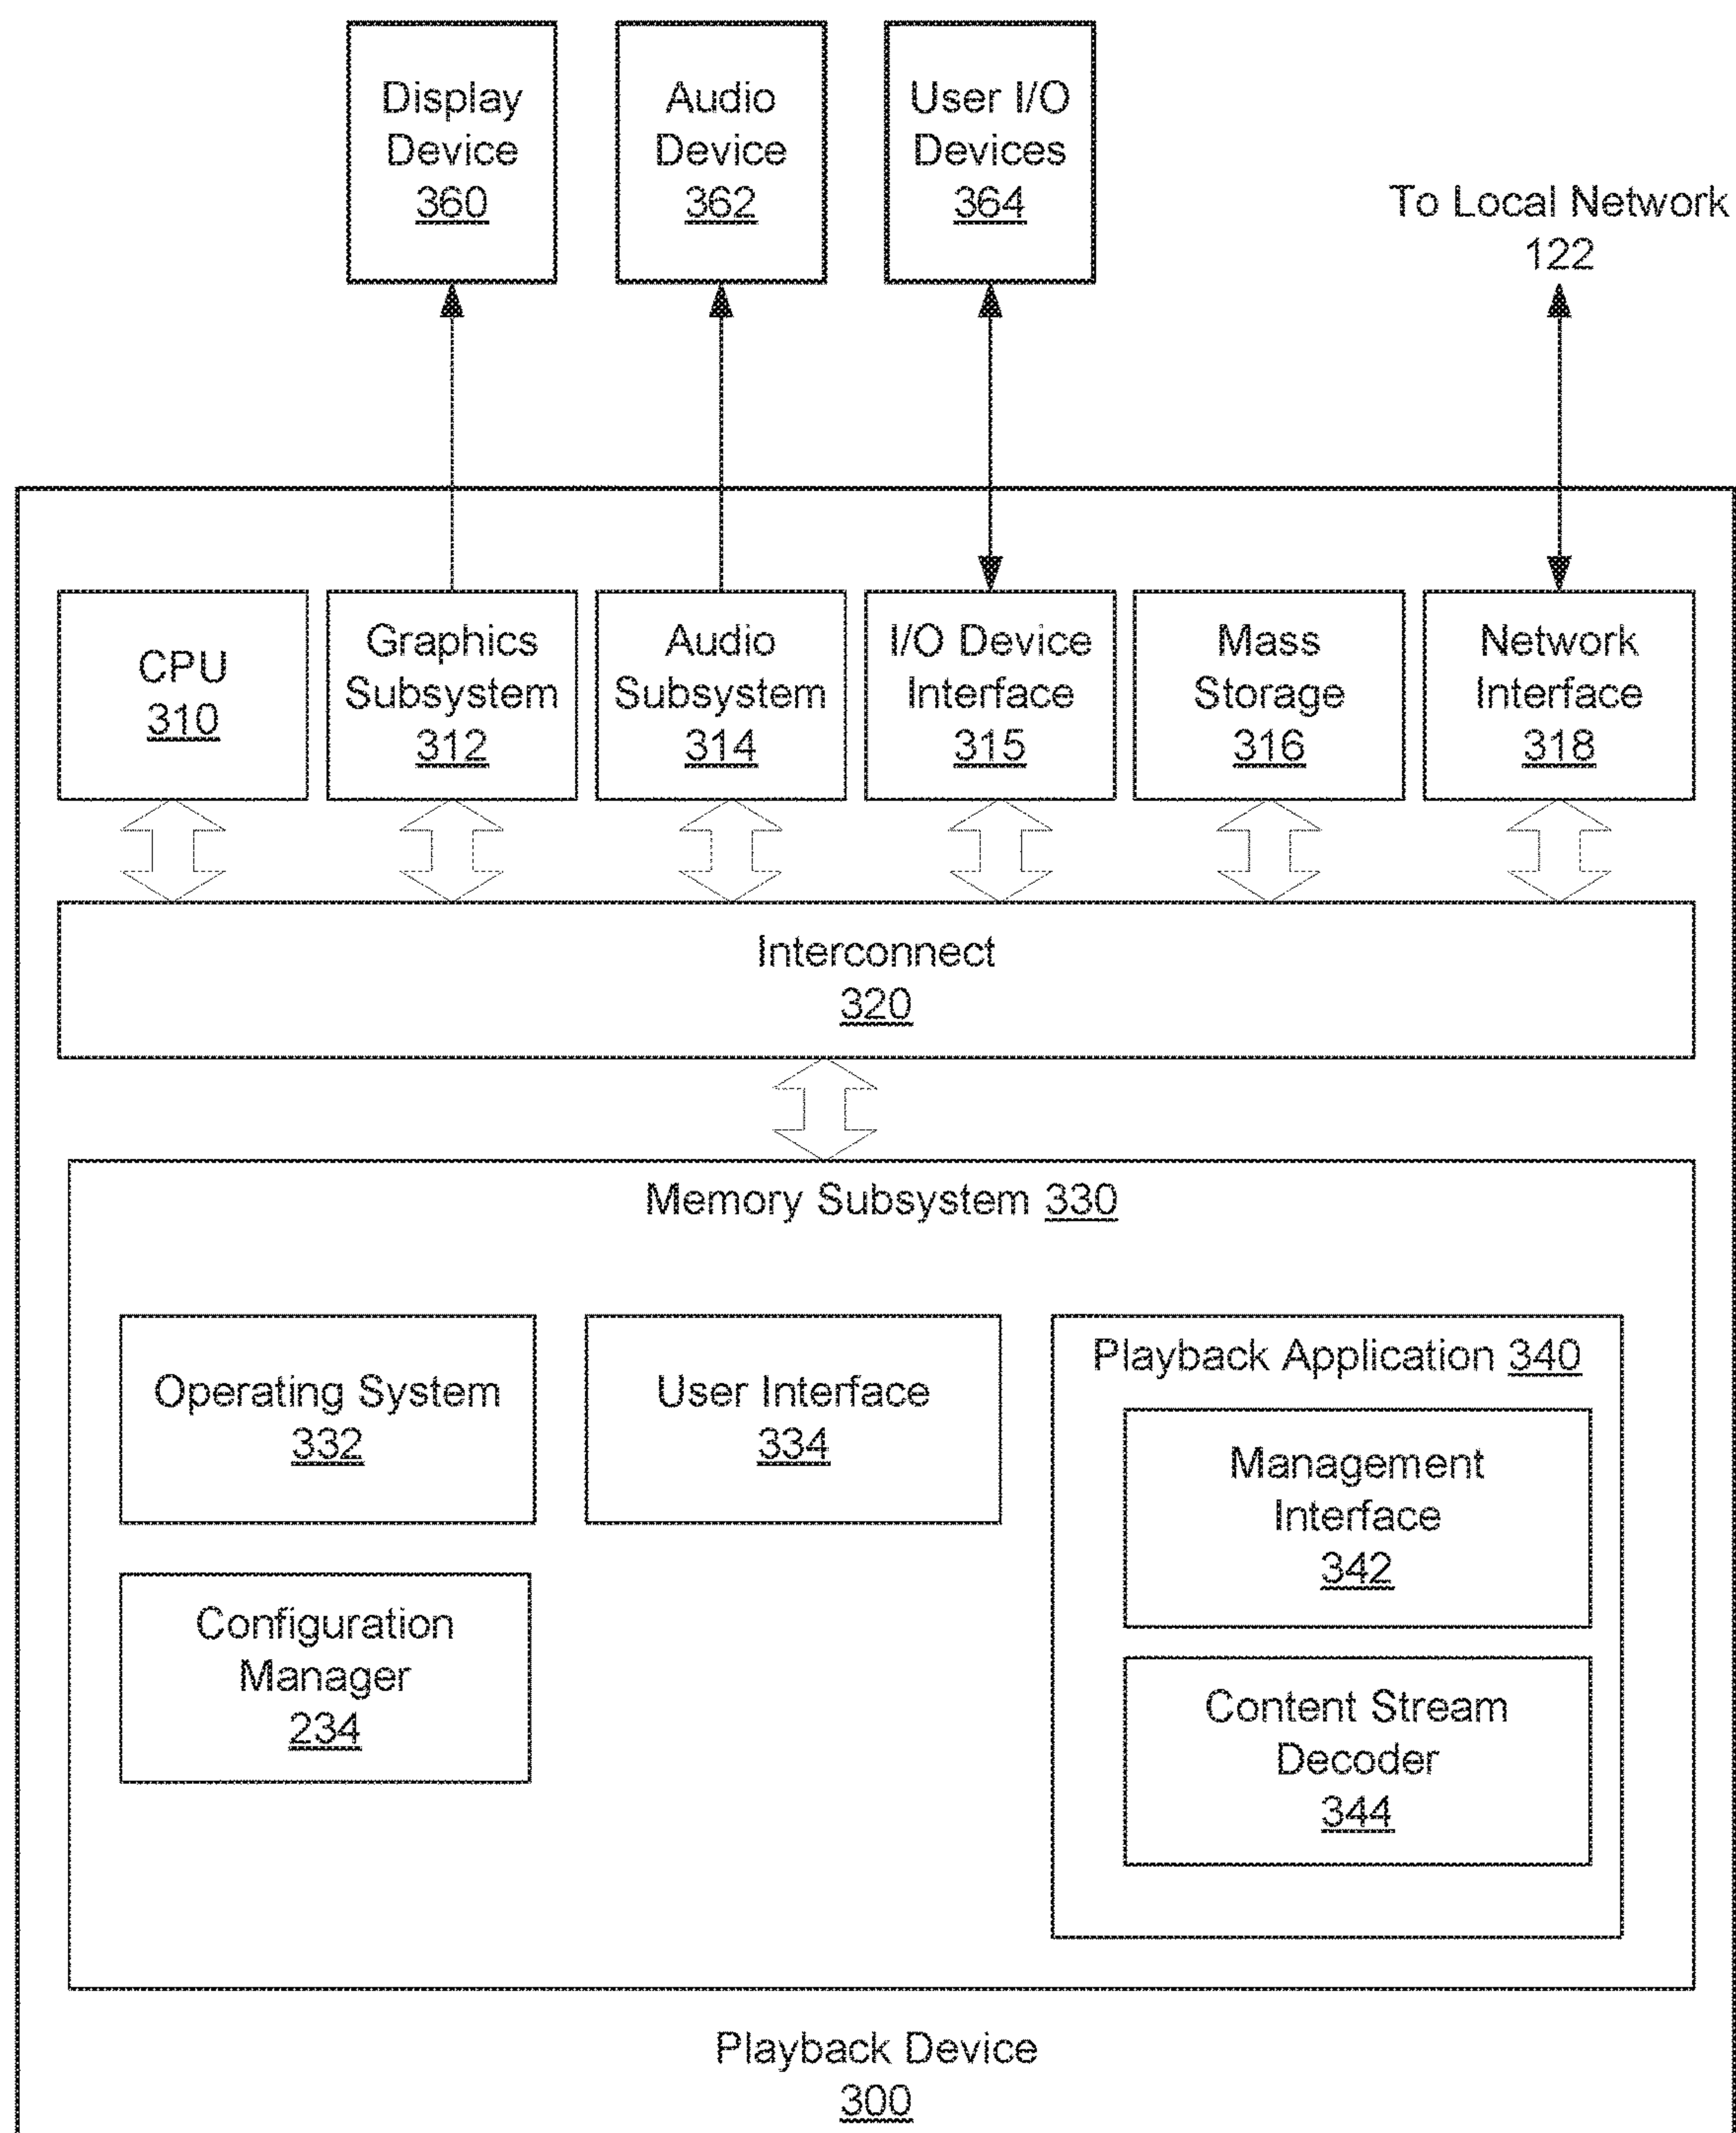 Display
Device
360
Audio
Device
362
User I/O
Devices
364
To Local Network
122
CPU
310
Graphics
Subsystem
312
Audio
Subsystem
314
I/O Device
Interface
315
Mass
Storage
316
Network
Interface
318
Interconnect
320
Memory Subsystem 330
Operating System
332
User Interface
334
Configuration
Manager
234
Playback Application 340
Management
Interface
342
Content Stream
Decoder
344
Playback Device
300